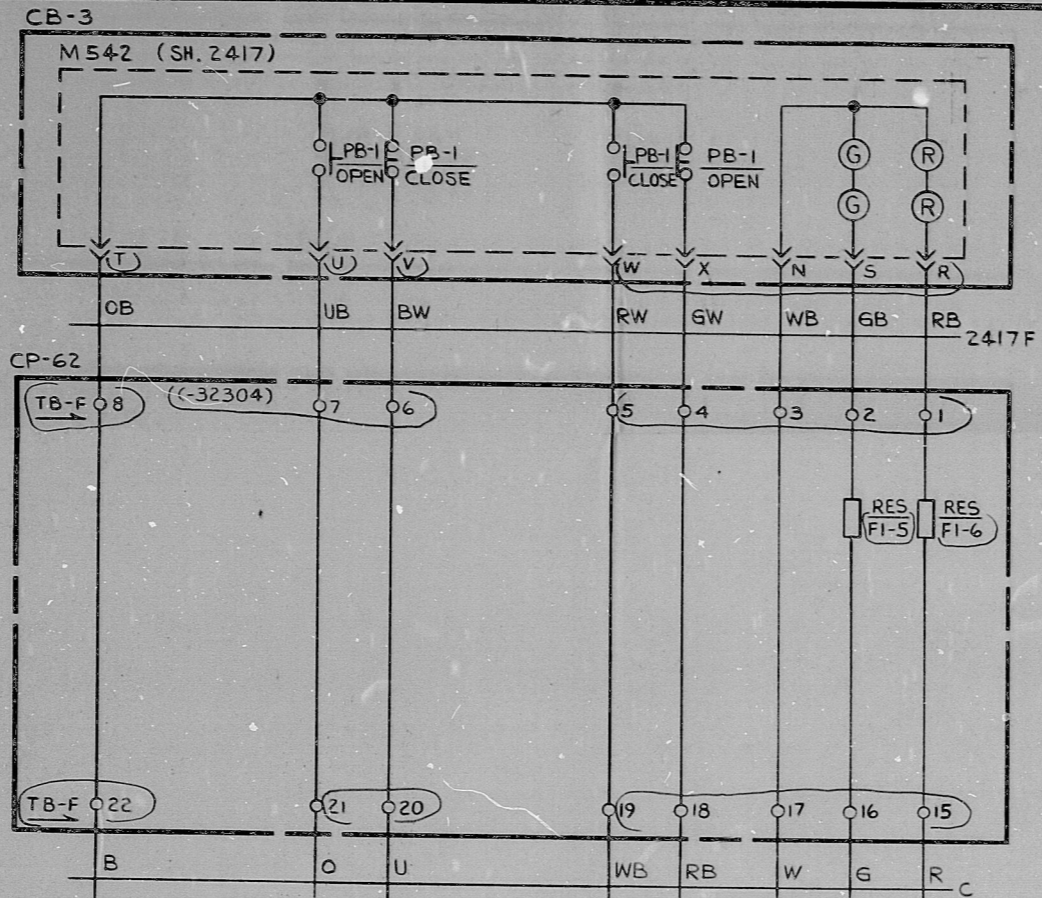 CB-3
M542 (SH. 2417)
PB-1 OPEN PB-1 CLOSE PB-1 CLOSE PB-1 OPEN G R
G R
T U V W X N S R
OB UB BW RW GW WB GB RB
2417F
CP-62
TB-F 8 ((-32304) 7 6 5 4 3 2 1
RES F1-5 RES F1-6
TB-F 22 21 20 19 18 17 16 15
B O U WB RB W G R
C